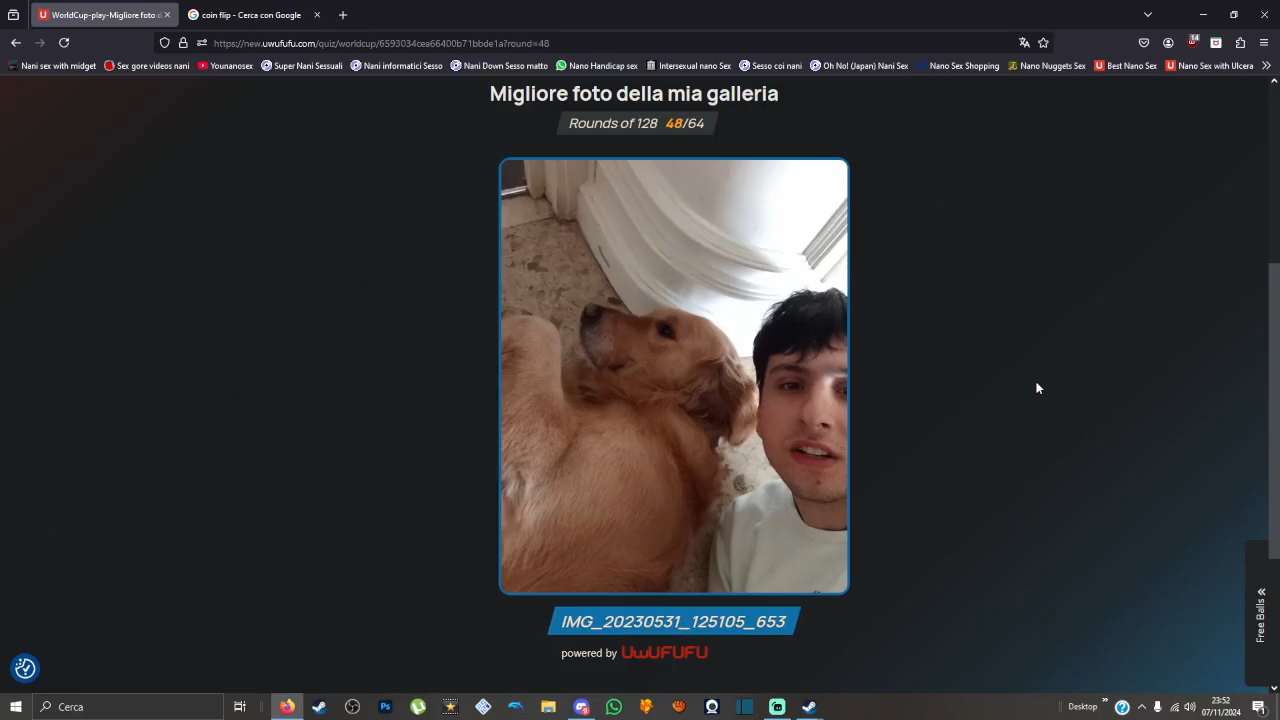 WorldCup-play-Migliore foto d
coin flip - Cerca con Google
https://new.uwufufu.com/quiz/worldcup/6593034cea66400b71bbde1a?round=48
14
Nani sex with midget
Sex gore videos nani
Younanosex
Super Nani Sessuali
Nani informatici Sesso
Nani Down Sesso matto
Nano Handicap sex
Intersexual nano Sex
Sesso coi nani
Oh No! (Japan) Nani Sex
Nano Sex Shopping
Nano Nuggets Sex
Best Nano Sex
Nano Sex with Ulcera
Migliore foto della mia galleria
Rounds of 128 48/64
IMG_20230531_125105_653
powered by UwUFUFU
Free Balls
Cerca
Ps
Desktop
23:52
07/11/2024